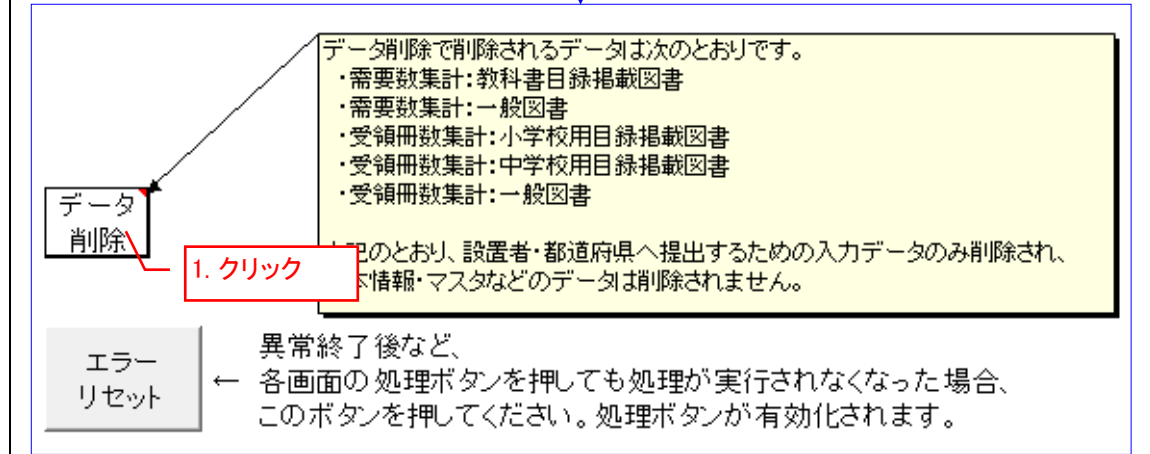 データ削除で削除されるデータは次のとおりです。
・需要数集計：教科書目録掲載図書
・需要数集計：一般図書
・受領冊数集計：小学校用目録掲載図書
・受領冊数集計：中学校用目録掲載図書
・受領冊数集計：一般図書
のとおり、設置者・都道府県へ提出するための入力データのみ削除され、
情報・マスタなどのデータは削除されません。
データ
削除
1. クリック
エラー
リセット
← 異常終了後など、
各画面の処理ボタンを押しても処理が実行されなくなった場合、
このボタンを押してください。処理ボタンが有効化されます。